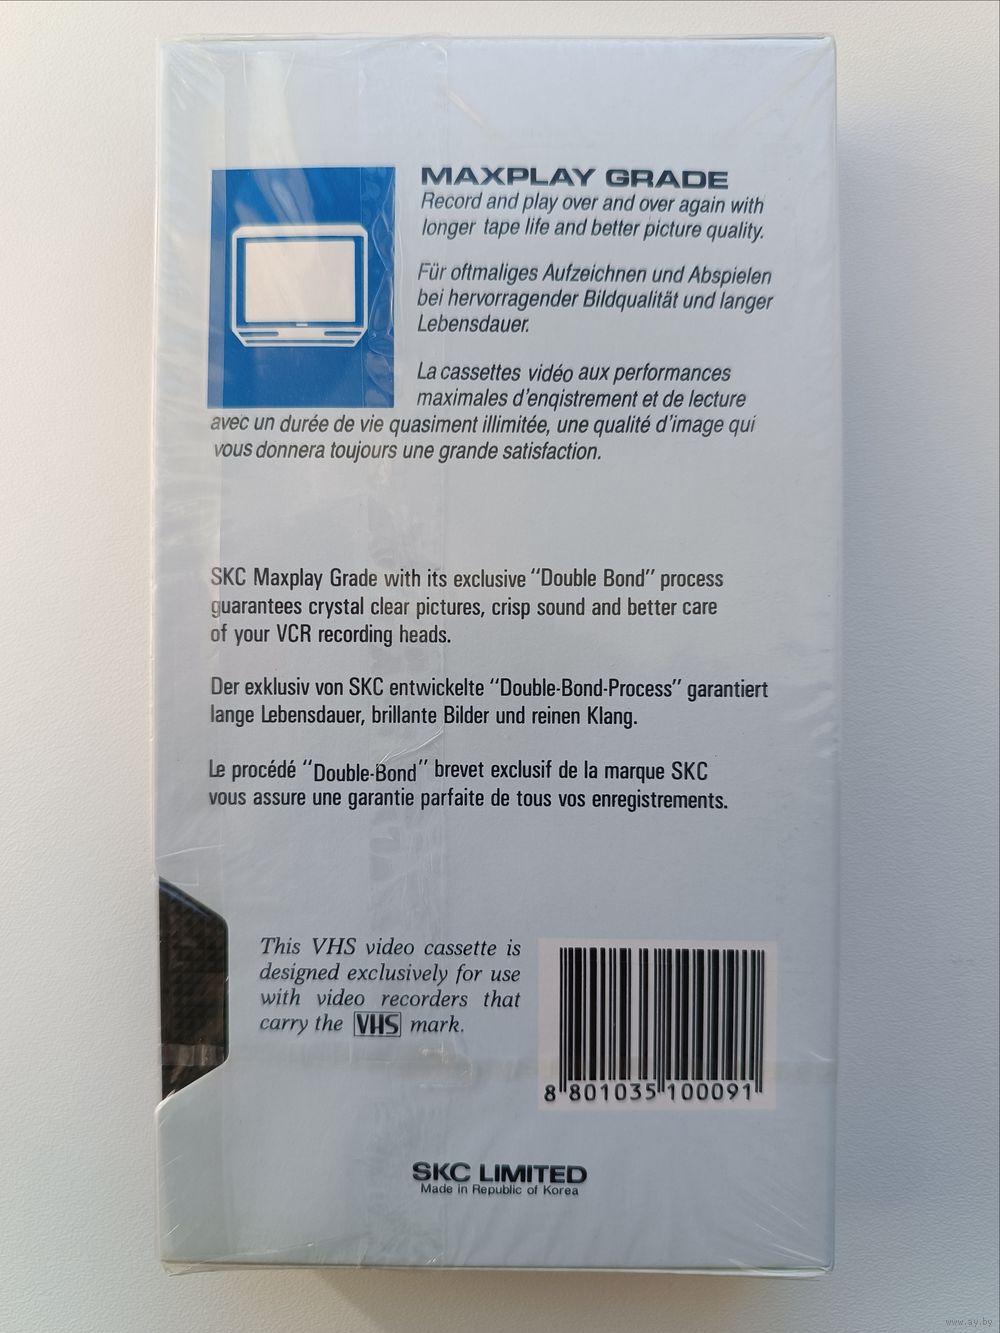 MAXPLAY GRADE
Record and play over and over again with
longer tape life and better picture quality.
Für oftmaliges Aufzeichnen und Abspielen
bei hervorragender Bildqualität und langer
Lebensdauer.
La cassettes vidéo aux performances
maximales d'enqistrement et de lecture
avec un durée de vie quasiment illimitée, une qualité d'image qui
vous donnera toujours une grande satisfaction.
SKC Maxplay Grade with its exclusive "Double Bond" process
guarantees crystal clear pictures, crisp sound and better care
of your VCR recording heads.
Der exklusiv von SKC entwickelte "Double-Bond-Process" garantiert
lange Lebensdauer, brillante Bilder und reinen Klang.
Le procédé "Double-Bond" brevet exclusif de la marque SKC
vous assure une garantie parfaite de tous vos enregistrements.
This VHS video cassette is
designed exclusively for use
with video recorders that
carry the VHS mark.
8 801035 100091
SKC LIMITED
Made in Republic of Korea
www.ay.by